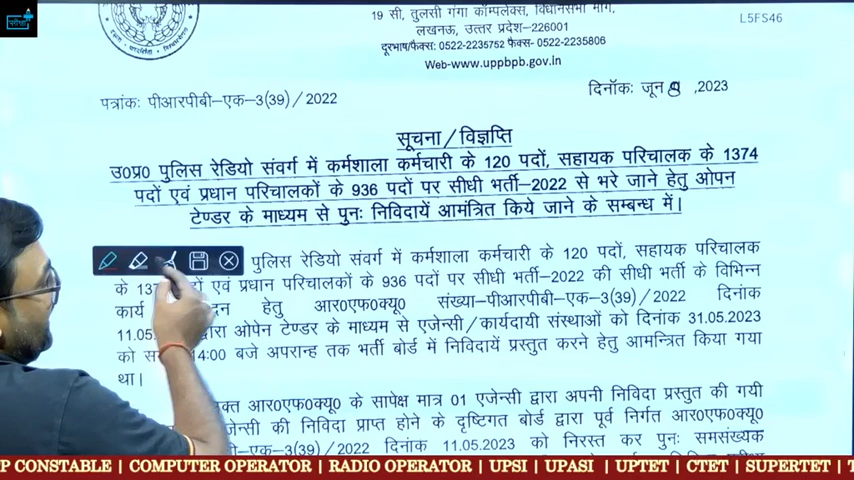 परीक्षा
19 सी, तुलसी गंगा कॉम्पलेक्स, विधानसभा मार्ग,
लखनऊ, उत्तर प्रदेश-226001
दूरभाष/फैक्स: 0522-2235752 फैक्स- 0522-2235806
Web-www.uppbpb.gov.in
L5FS46
पत्रांकः पीआरपीबी-एक-3(39)/2022
दिनॉकः जून ,2023
सूचना/विज्ञप्ति
उ0प्र0 पुलिस रेडियो संवर्ग में कर्मशाला कर्मचारी के 120 पदों, सहायक परिचालक के 1374
पदों एवं प्रधान परिचालकों के 936 पदों पर सीधी भर्ती-2022 से भरे जाने हेतु ओपन
टेण्डर के माध्यम से पुनः निविदायें आमंत्रित किये जाने के सम्बन्ध में।
पुलिस रेडियो संवर्ग में कर्मशाला कर्मचारी के 120 पदों, सहायक परिचालक
के एवं प्रधान परिचालकों के 936 पदों पर सीधी भर्ती-2022 की सीधी भर्ती के विभिन्न
कार्य हेतु आर0एफ0क्यू0 संख्या-पीआरपीबी-एक-3(39)/2022 दिनांक
11.05 द्वारा ओपेन टेण्डर के माध्यम से एजेन्सी/कार्यदायी संस्थाओं को दिनांक 31.05.2023
को 14:00 बजे अपरान्ह तक भर्ती बोर्ड में निविदायें प्रस्तुत करने हेतु आमन्त्रित किया गया
था।
आर0एफ0क्यू0 के सापेक्ष मात्र 01 एजेन्सी द्वारा अपनी निविदा प्रस्तुत की गयी
की निविदा प्राप्त होने के दृष्टिगत बोर्ड द्वारा पूर्व निर्गत आर0एफ0क्यू0
-एक-3(39)/2022 दिनांक 11.05.2023 को निरस्त कर पुनः समसंख्यक
P CONSTABLE | COMPUTER OPERATOR | RADIO OPERATOR | UPSI | UPASI | UPTET | CTET | SUPERTET | T